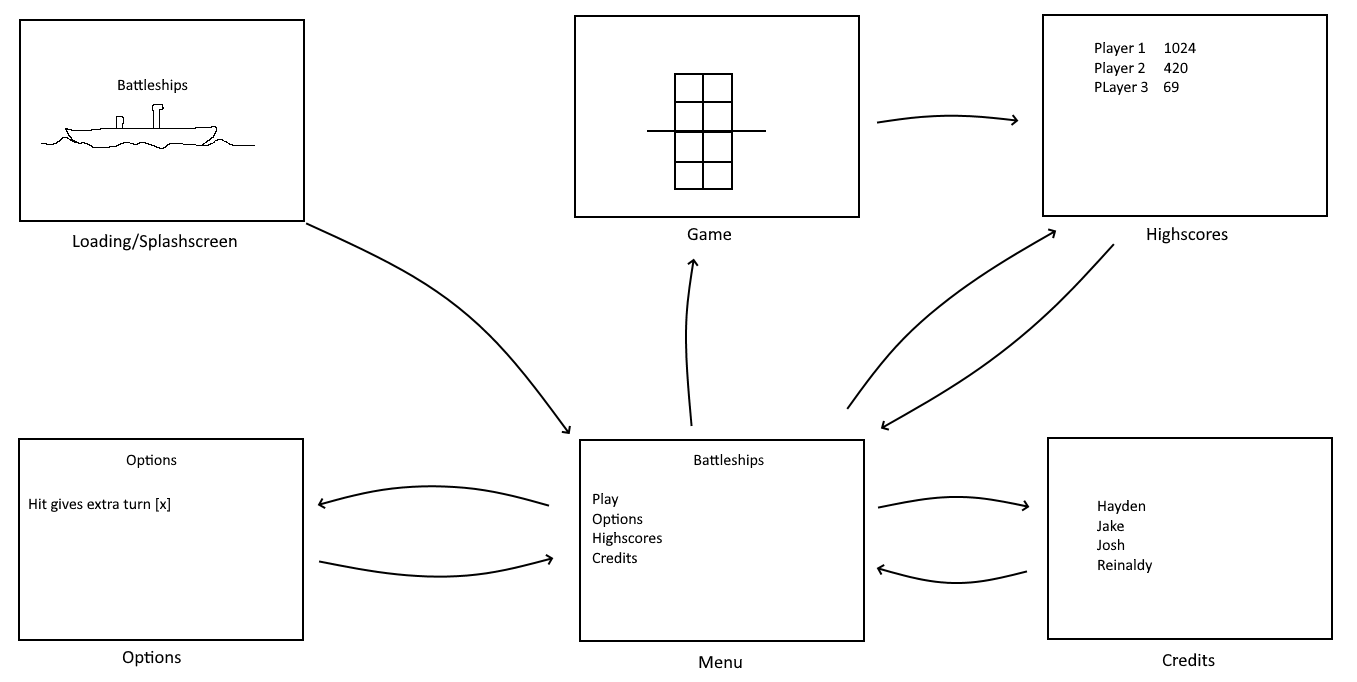 Battleships
Loading/Splashscreen
Game
Player 1 1024
Player 2 420
PLayer 3 69
Highscores
Options
Hit gives extra turn [x]
Options
Battleships
Play
Options
Highscores
Credits
Menu
Hayden
Jake
Josh
Reinaldy
Credits